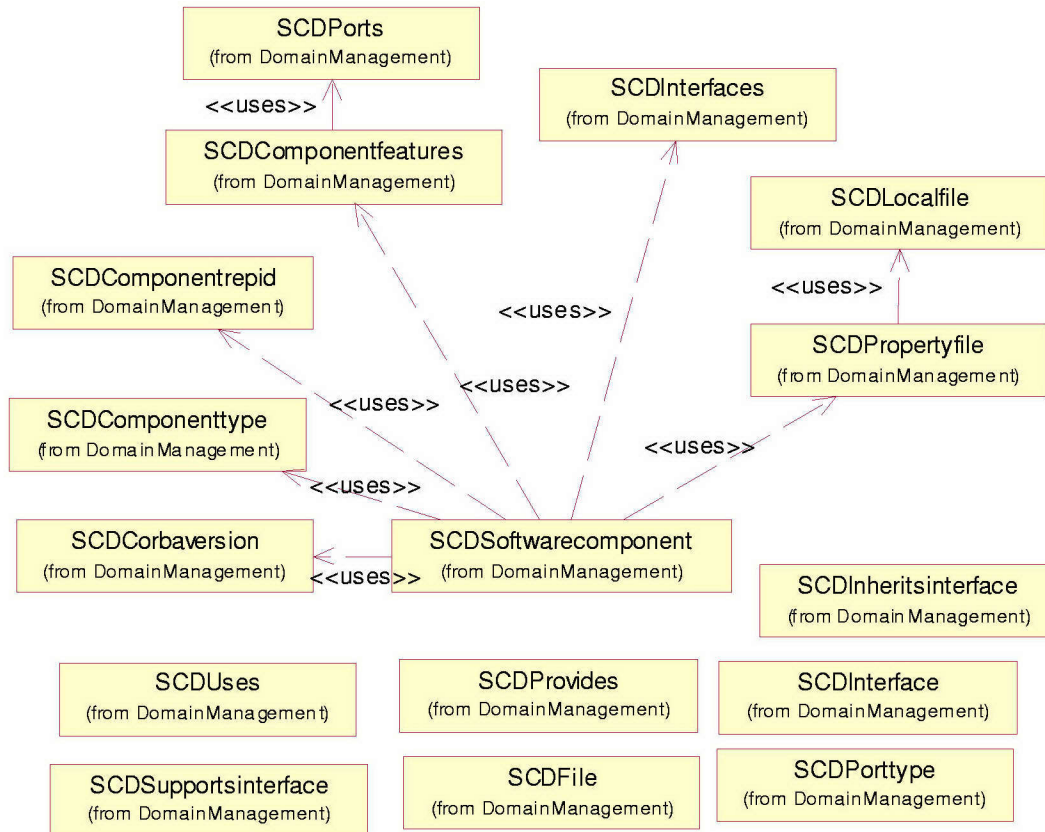 SCDPorts
(from DomainManagement)
<<uses>>
SCDInterfaces
(from DomainManagement)
SCDComponentfeatures
(from DomainManagement)
SCDLocalfile
(from DomainManagement)
<<uses>>
SCDComponentrepid
(from DomainManagement)
<<uses>>
SCDPropertyfile
(from DomainManagement)
<<uses>>
<<uses>>
SCDComponenttype
(from DomainManagement)
<<uses>>
<<uses>>
SCDCorbaversion
(from DomainManagement)
<<uses>>
SCDSoftwarecomponent
(from DomainManagement)
SCDInheritsinterface
(from DomainManagement)
SCDUses
(from DomainManagement)
SCDProvides
(from DomainManagement)
SCDInterface
(from DomainManagement)
SCDSupportsinterface
(from DomainManagement)
SCDFile
(from DomainManagement)
SCDPorttype
(from DomainManagement)